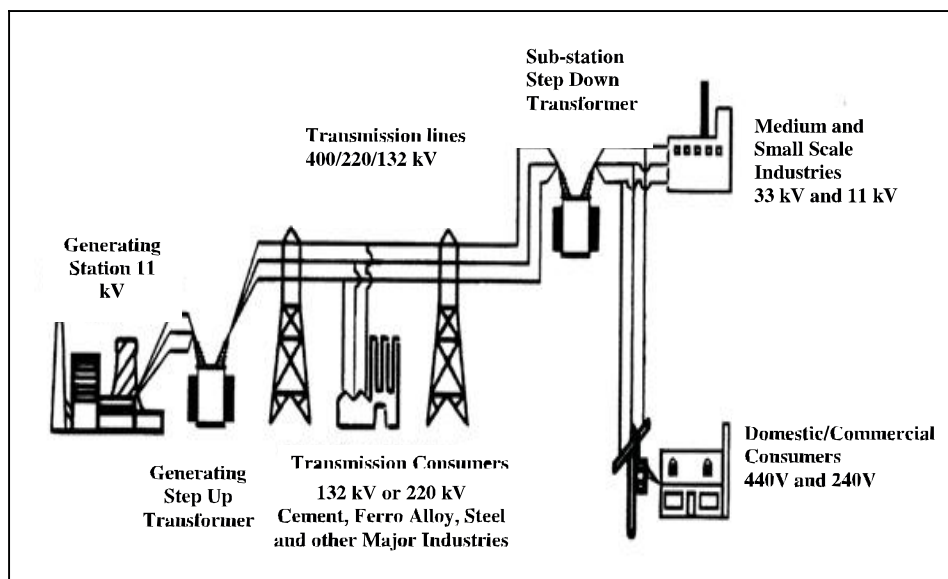 Sub-station
Step Down
Transformer
Transmission lines
400/220/132 kV
Medium and
Small Scale
Industries
33 kV and 11 kV
Generating
Station 11
kV
Generating
Step Up
Transformer
Transmission Consumers
132 kV or 220 kV
Cement, Ferro Alloy, Steel
and other Major Industries
Domestic/Commercial
Consumers
440V and 240V